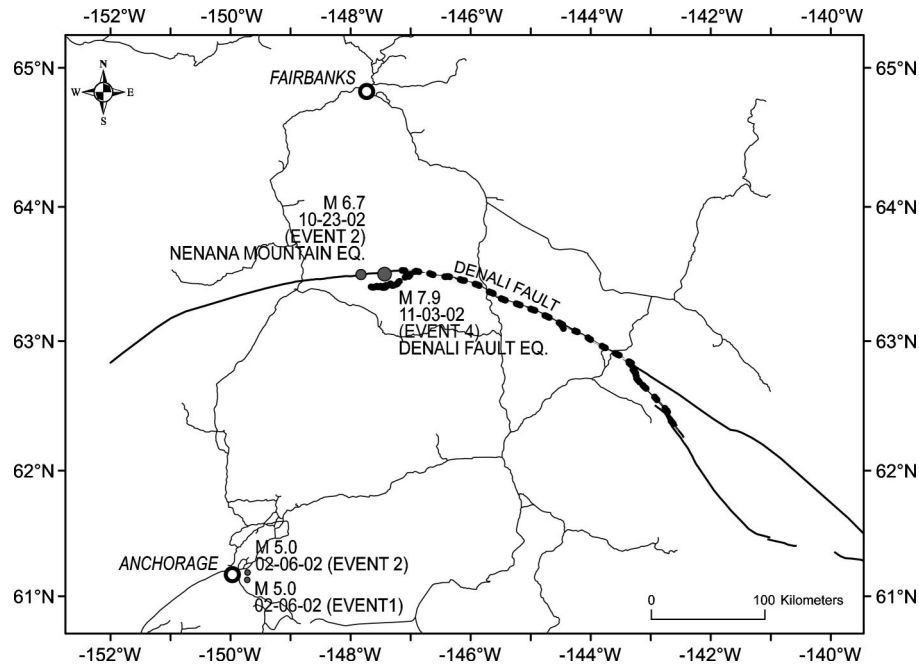 -152°W -150°W -148°W -146°W -144°W -142°W -140°W
65°N 65°N
N
W E
S
FAIRBANKS
64°N 64°N
M 6.7
10-23-02
(EVENT 2)
NENANA MOUNTAIN EQ.
DENALI FAULT
M 7.9
11-03-02
(EVENT 4)
DENALI FAULT EQ.
63°N 63°N
62°N 62°N
ANCHORAGE
M 5.0
02-06-02 (EVENT 2)
M 5.0
02-06-02 (EVENT1)
61°N 61°N
0 100 Kilometers
-152°W -150°W -148°W -146°W -144°W -142°W -140°W